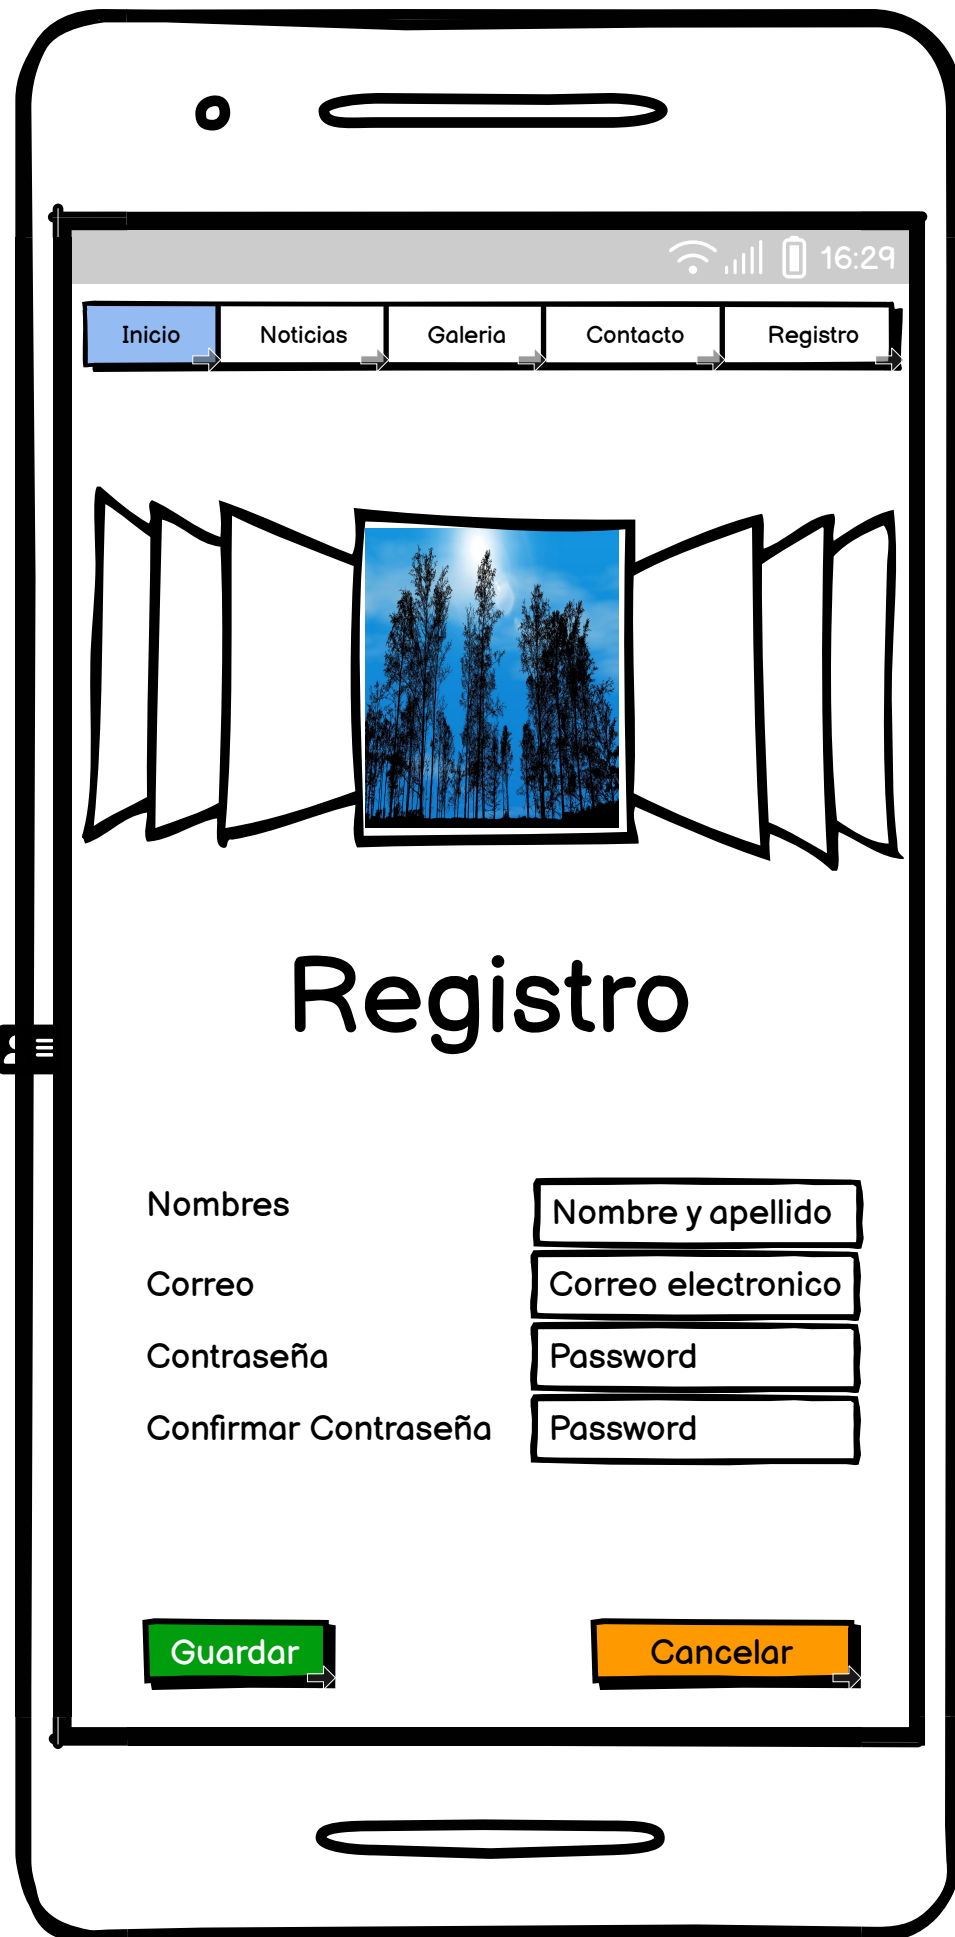 16:29
Inicio Noticias Galeria Contacto Registro
Registro
Nombres Nombre y apellido
Correo Correo electronico
Contraseña Password
Confirmar Contraseña Password
Guardar Cancelar